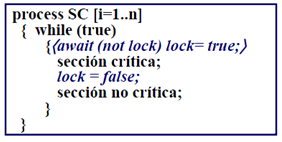 process SC [i=1..n]
{ while (true)
{⟨await (not lock) lock= true;⟩
sección crítica;
lock = false;
sección no crítica;
}
}